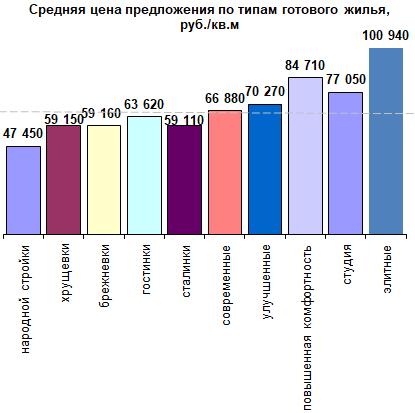 Средняя цена предложения по типам готового жилья,
руб./кв.м
47 450
59 150
59 160
63 620
59 110
66 880
70 270
84 710
77 050
100 940
народной стройки
хрущевки
брежневки
гостинки
сталинки
современные
улучшенные
повышенная комфортность
студия
элитные